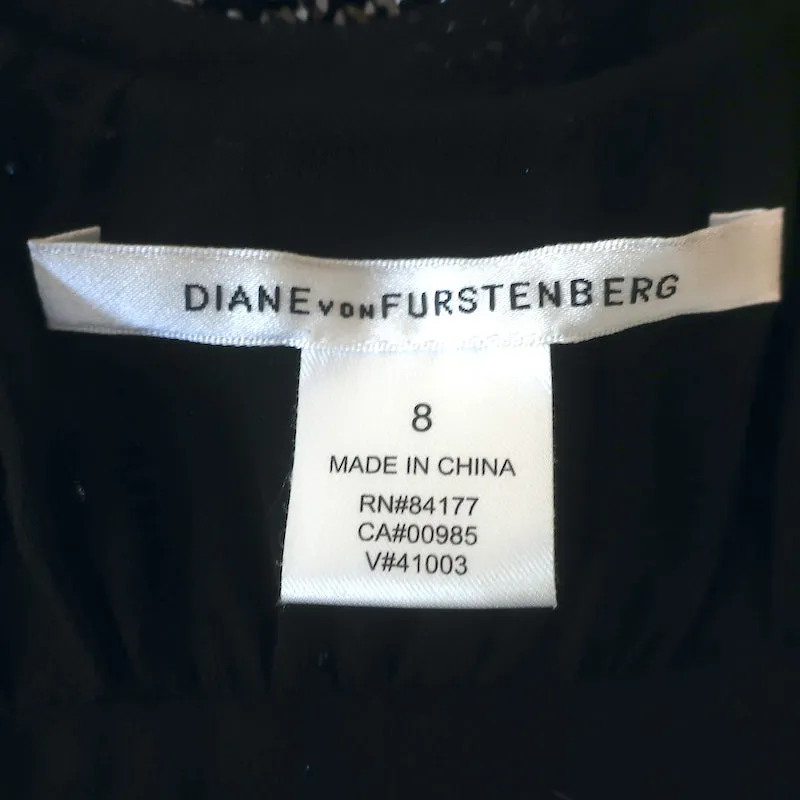 DIANE VON FURSTENBERG
8
MADE IN CHINA
RN#84177
CA#00985
V#41003